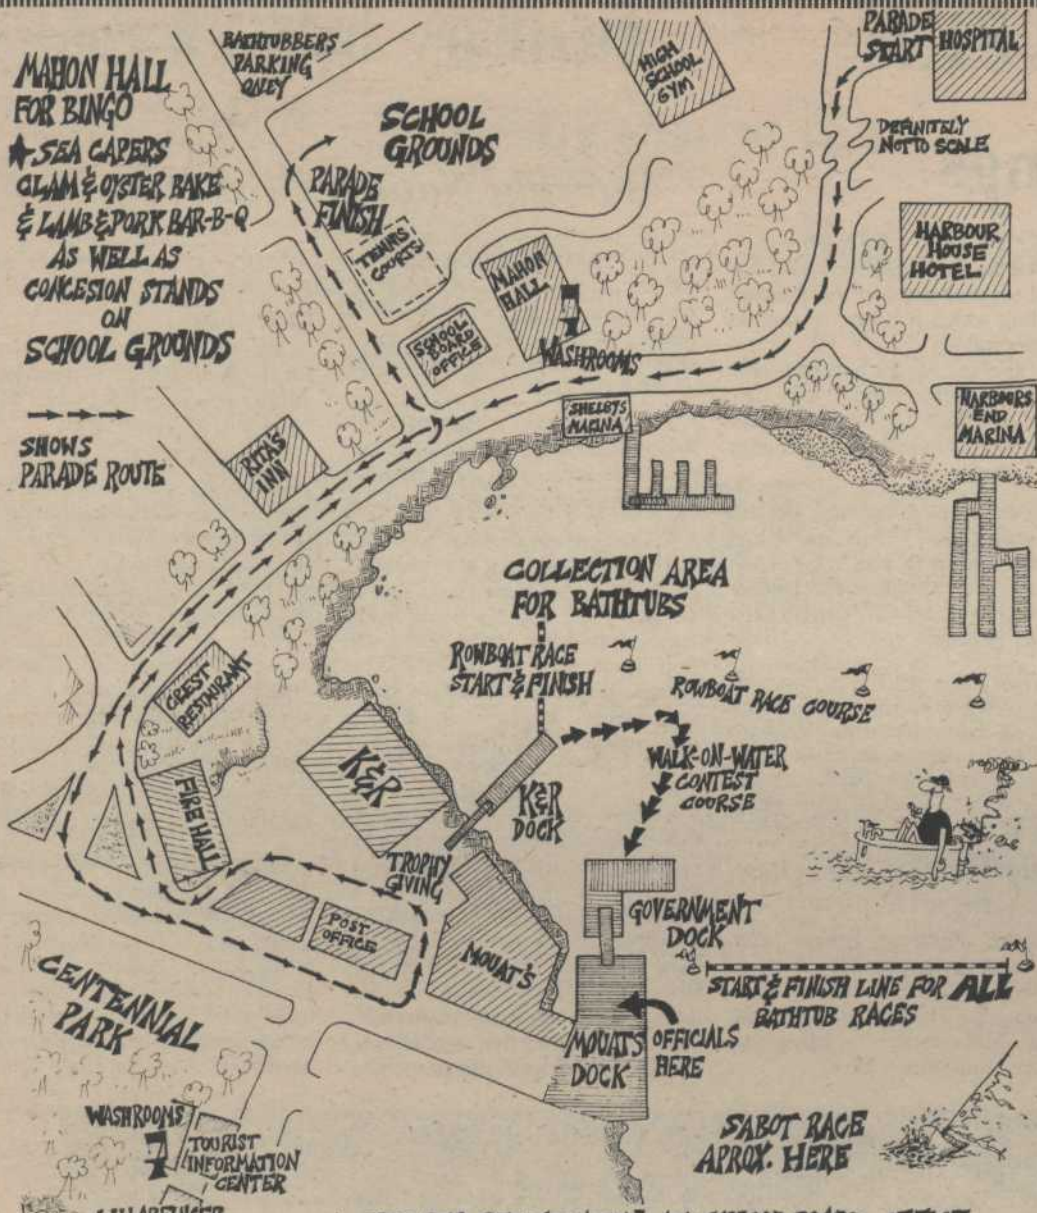 MAHON HALL
FOR BINGO
★ SEA CAPERS
CLAM & OYSTER BAKE
& LAMB & PORK BAR-B-Q
AS WELL AS
CONCESION STANDS
ON
SCHOOL GROUNDS
SHOWS
PARADE ROUTE
BATHTUBBERS
PARKING
ONLY
SCHOOL
GROUNDS
PARADE
FINISH
TENNIS
COURTS
HIGH
SCHOOL
GYM
PARADE
START
HOSPITAL
DEFINITELY
NOT TO SCALE
HARBOUR
HOUSE
HOTEL
MAHON
HALL
SCHOOL
BOARD
OFFICE
WASHROOMS
SHELBYS
MARINA
HARBOURS
END
MARINA
RITA'S
INN
COLLECTION AREA
FOR BATHTUBS
ROWBOAT RACE
START & FINISH
ROWBOAT RACE COURSE
CREST
RESTAURANT
K&R
K&R
DOCK
WALK-ON-WATER
CONTEST
COURSE
FIRE HALL
TROPHY
GIVING
POST
OFFICE
MOUAT'S
GOVERNMENT
DOCK
START & FINISH LINE FOR ALL
BATHTUB RACES
MOUATS
DOCK
OFFICIALS
HERE
CENTENNIAL
PARK
WASHROOMS
TOURIST
INFORMATION
CENTER
SABOT RACE
APROX. HERE